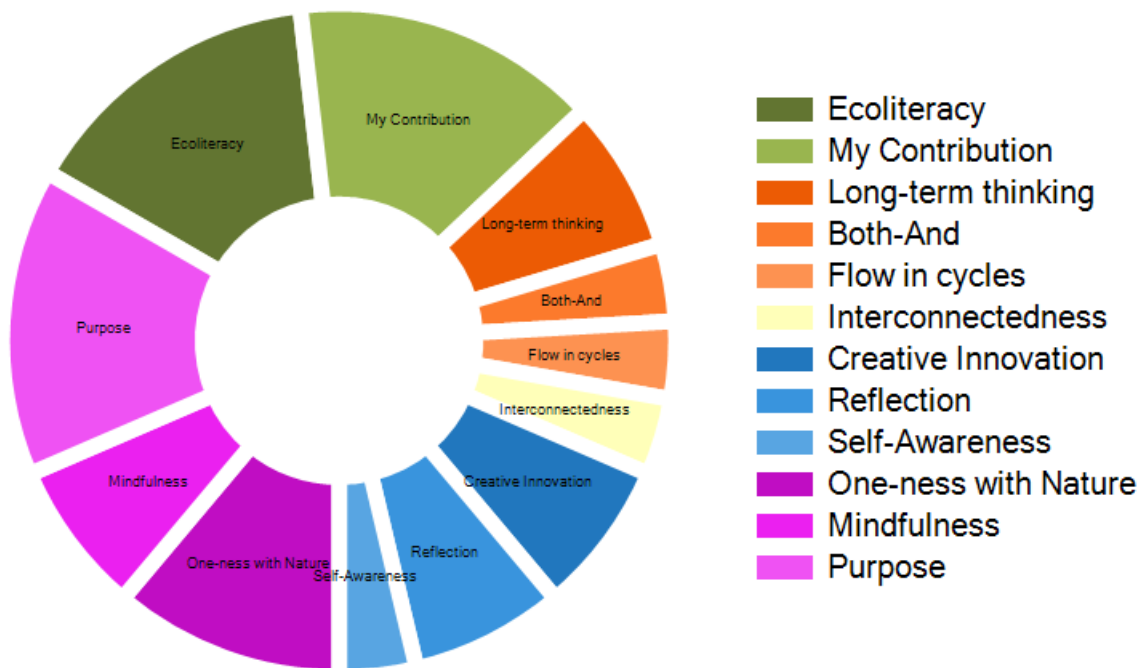 Ecoliteracy
My Contribution
Long-term thinking
Both-And
Flow in cycles
Interconnectedness
Creative Innovation
Reflection
Self-Awareness
One-ness with Nature
Mindfulness
Purpose
Ecoliteracy
My Contribution
Long-term thinking
Both-And
Flow in cycles
Interconnectedness
Creative Innovation
Reflection
Self-Awareness
One-ness with Nature
Mindfulness
Purpose